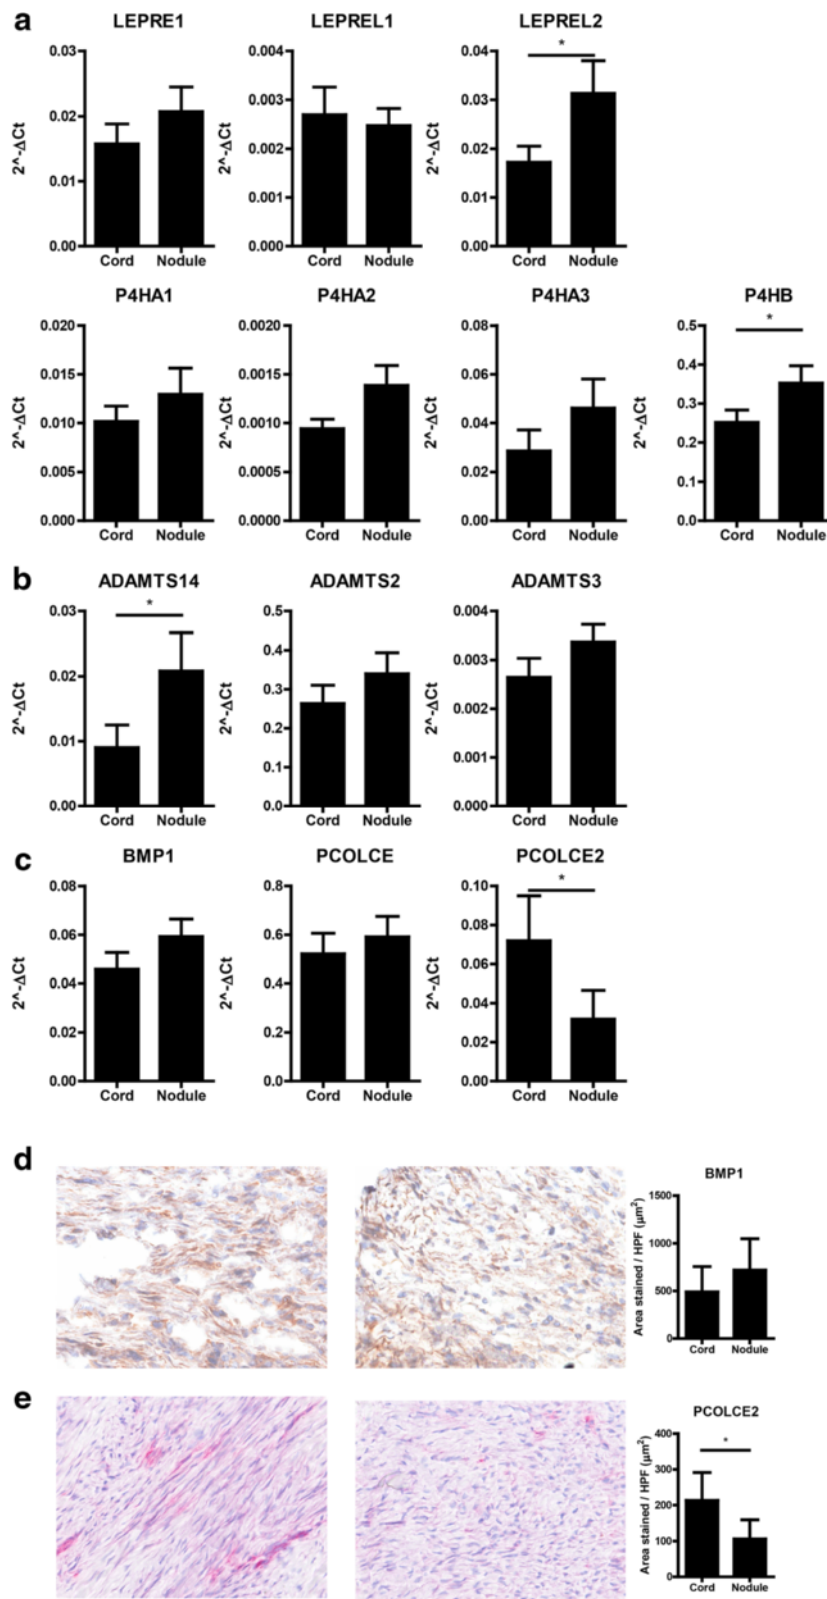 a
LEPRE1 LEPREL1 LEPREL2
2^-ΔCt
0.03
0.02
0.01
0.00
Cord Nodule
2^-ΔCt
0.004
0.003
0.002
0.001
0.000
Cord Nodule
2^-ΔCt
0.04
0.03
0.02
0.01
0.00
*
Cord Nodule
P4HA1 P4HA2 P4HA3 P4HB
2^-ΔCt
0.020
0.015
0.010
0.005
0.000
Cord Nodule
2^-ΔCt
0.0020
0.0015
0.0010
0.0005
0.0000
Cord Nodule
2^-ΔCt
0.08
0.06
0.04
0.02
0.00
Cord Nodule
2^-ΔCt
0.5
0.4
0.3
0.2
0.1
0.0
*
Cord Nodule
b
ADAMTS14 ADAMTS2 ADAMTS3
2^-ΔCt
0.03
0.02
0.01
0.00
*
Cord Nodule
2^-ΔCt
0.5
0.4
0.3
0.2
0.1
0.0
Cord Nodule
2^-ΔCt
0.004
0.003
0.002
0.001
0.000
Cord Nodule
c
BMP1 PCOLCE PCOLCE2
2^-ΔCt
0.08
0.06
0.04
0.02
0.00
Cord Nodule
2^-ΔCt
0.8
0.6
0.4
0.2
0.0
Cord Nodule
2^-ΔCt
0.10
0.08
0.06
0.04
0.02
0.00
*
Cord Nodule
d
BMP1
Area stained / HPF (µm²)
1500
1000
500
0
Cord Nodule
e
PCOLCE2
Area stained / HPF (µm²)
400
300
200
100
0
*
Cord Nodule